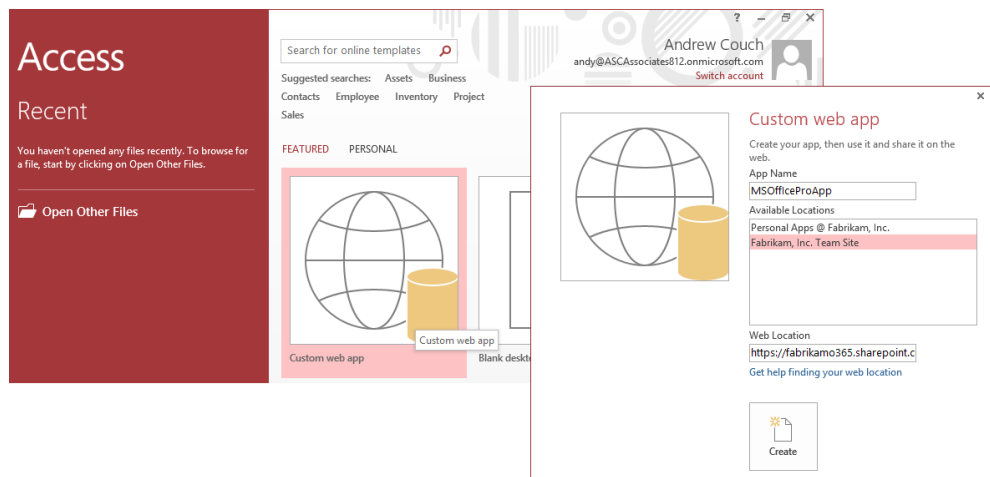 Access
Recent
You haven't opened any files recently. To browse for
a file, start by clicking on Open Other Files.
Open Other Files
?
Search for online templates
Andrew Couch
andy@ASCAssociates812.onmicrosoft.com
Switch account
Suggested searches: Assets Business
Contacts Employee Inventory Project
Sales
FEATURED PERSONAL
Custom web app
Custom web app
Blank deskto
Custom web app
Create your app, then use it and share it on the
web.
App Name
MSOfficeProApp
Available Locations
Personal Apps @ Fabrikam, Inc.
Fabrikam, Inc. Team Site
Web Location
https://fabrikamo365.sharepoint.c
Get help finding your web location
Create